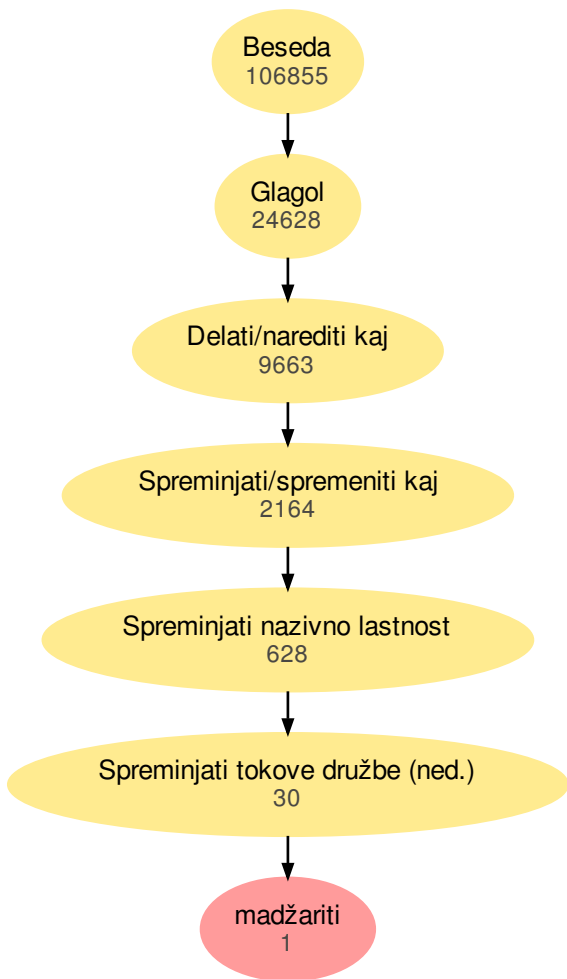 Beseda
106855
Glagol
24628
Delati/narediti kaj
9663
Spreminjati/spremeniti kaj
2164
Spreminjati nazivno lastnost
628
Spreminjati tokove družbe (ned.)
30
madžariti
1